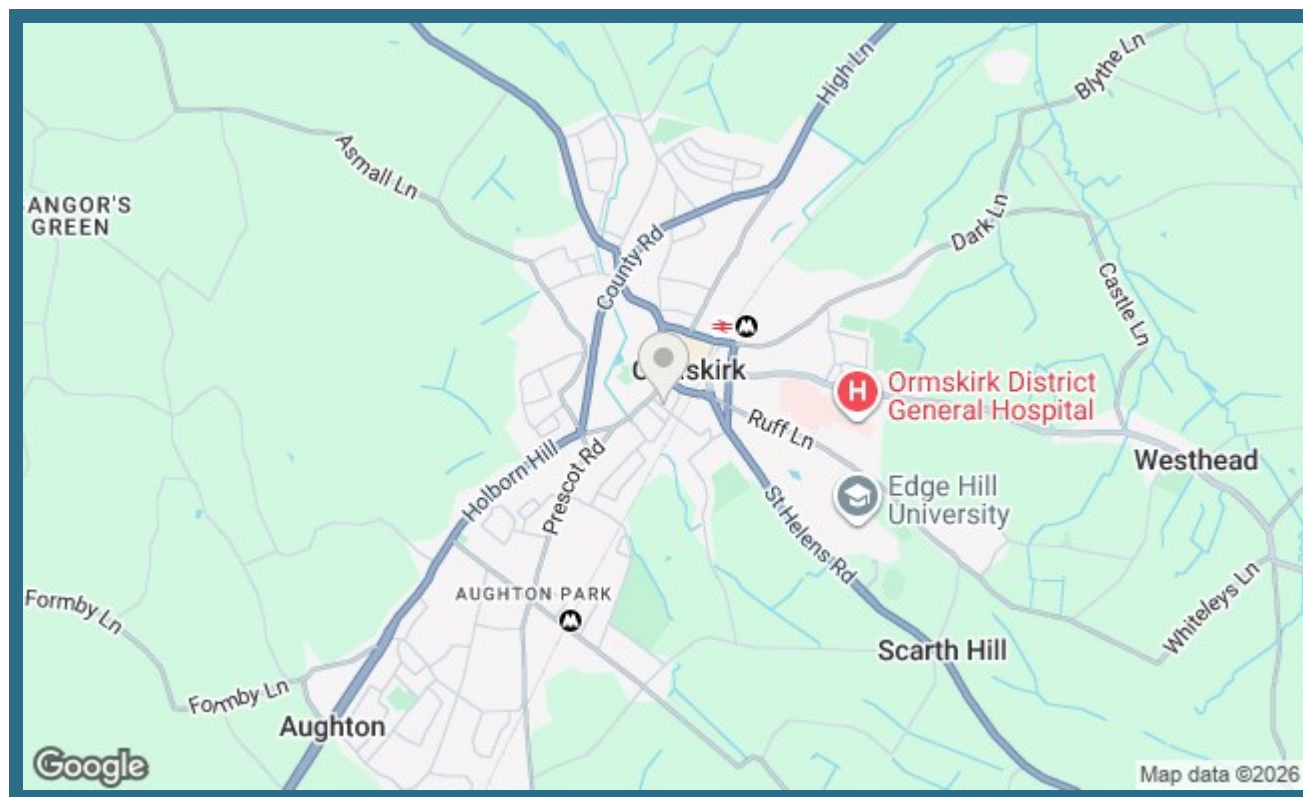 High Ln
Blythe Ln
Asmall Ln
ANGOR'S
GREEN
Dark Ln
County Rd
Castle Ln
skirk
Ormskirk District
General Hospital
H
Ruff Ln
Westhead
Holborn Hill
Prescot Rd
Edge Hill
University
St Helens Rd
AUGHTON PARK
Formby Ln
Whiteleys Ln
Scarth Hill
Formby Ln
Aughton
Google
Map data ©2026